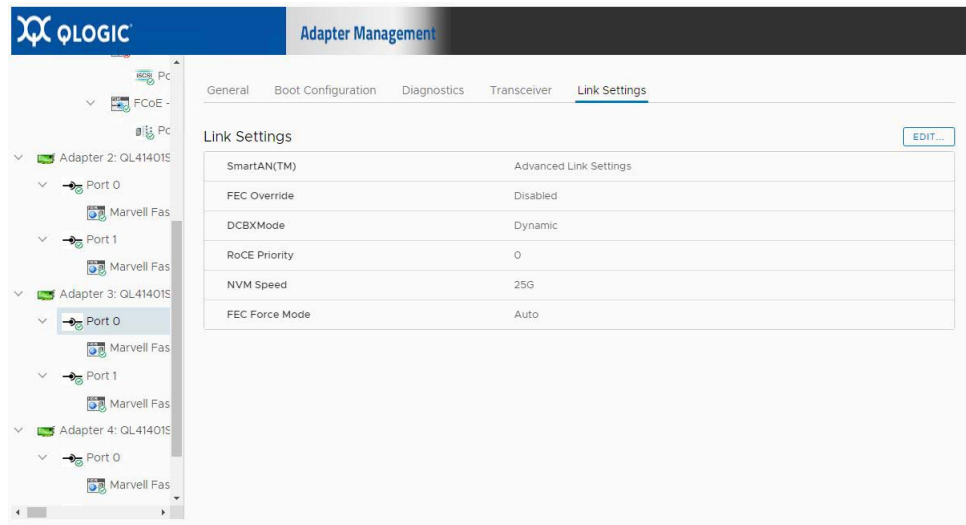 QLOGIC
Adapter Management
iSCSI Po
FCoE -
Po
Adapter 2: QL41401S
Port 0
Marvell Fas
Port 1
Marvell Fas
Adapter 3: QL41401S
Port 0
Marvell Fas
Port 1
Marvell Fas
Adapter 4: QL41401S
Port 0
Marvell Fas
General Boot Configuration Diagnostics Transceiver Link Settings
Link Settings EDIT...
SmartAN(TM) Advanced Link Settings
FEC Override Disabled
DCBXMode Dynamic
RoCE Priority 0
NVM Speed 25G
FEC Force Mode Auto